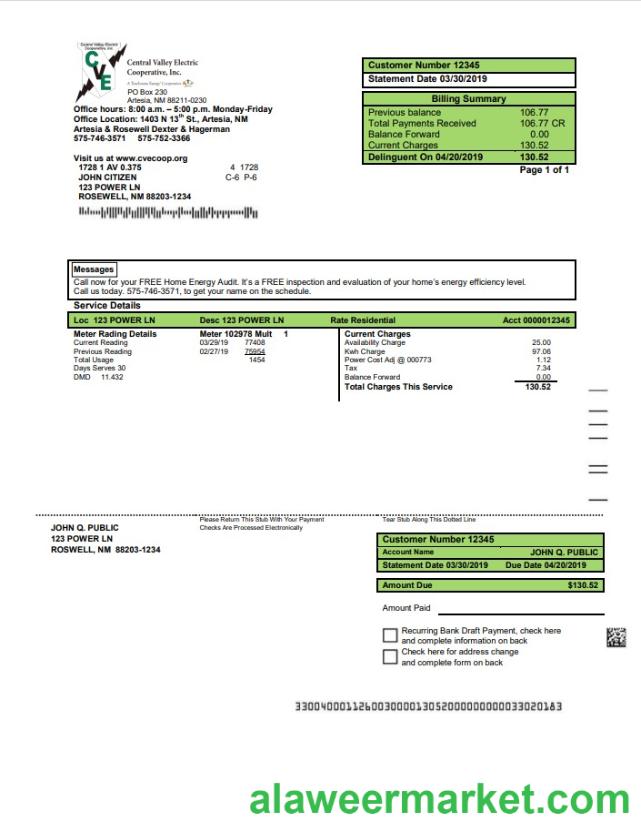 Central Valley Electric
Cooperative, Inc.
CVE
Central Valley Electric
Cooperative, Inc.
A Touchstone Energy® Cooperative
PO Box 230
Artesia, NM 88211-0230
Office hours: 8:00 a.m. – 5:00 p.m. Monday-Friday
Office Location: 1403 N 13th St., Artesia, NM
Artesia & Rosewell Dexter & Hagerman
575-746-3571 575-752-3366
Customer Number 12345
Statement Date 03/30/2019
Billing Summary
Previous balance 106.77
Total Payments Received 106.77 CR
Balance Forward 0.00
Current Charges 130.52
Delinguent On 04/20/2019 130.52
Page 1 of 1
Visit us at www.cvecoop.org
1728 1 AV 0.375 4 1728
JOHN CITIZEN C-6 P-6
123 POWER LN
ROSEWELL, NM 88203-1234
Messages
Call now for your FREE Home Energy Audit. It's a FREE inspection and evaluation of your home's energy efficiency level.
Call us today. 575-746-3571, to get your name on the schedule.
Service Details
Loc 123 POWER LN Desc 123 POWER LN Rate Residential Acct 0000012345
Meter Rading Details Meter 102978 Mult 1
Current Reading 03/29/19 77408
Previous Reading 02/27/19 75954
Total Usage 1454
Days Serves 30
DMD 11.432
Current Charges
Availability Charge 25.00
Kwh Charge 97.06
Power Cost Adj @ 000773 1.12
Tax 7.34
Balance Forward 0.00
Total Charges This Service 130.52
Please Return This Stub With Your Payment
Checks Are Processed Electronically
Tear Stub Along This Dotted Line
JOHN Q. PUBLIC
123 POWER LN
ROSWELL, NM 88203-1234
Customer Number 12345
Account Name JOHN Q. PUBLIC
Statement Date 03/30/2019 Due Date 04/20/2019
Amount Due $130.52
Amount Paid
Recurring Bank Draft Payment, check here
and complete information on back
Check here for address change
and complete form on back
33004000112600300001305200000000033020183
alaweermarket.com